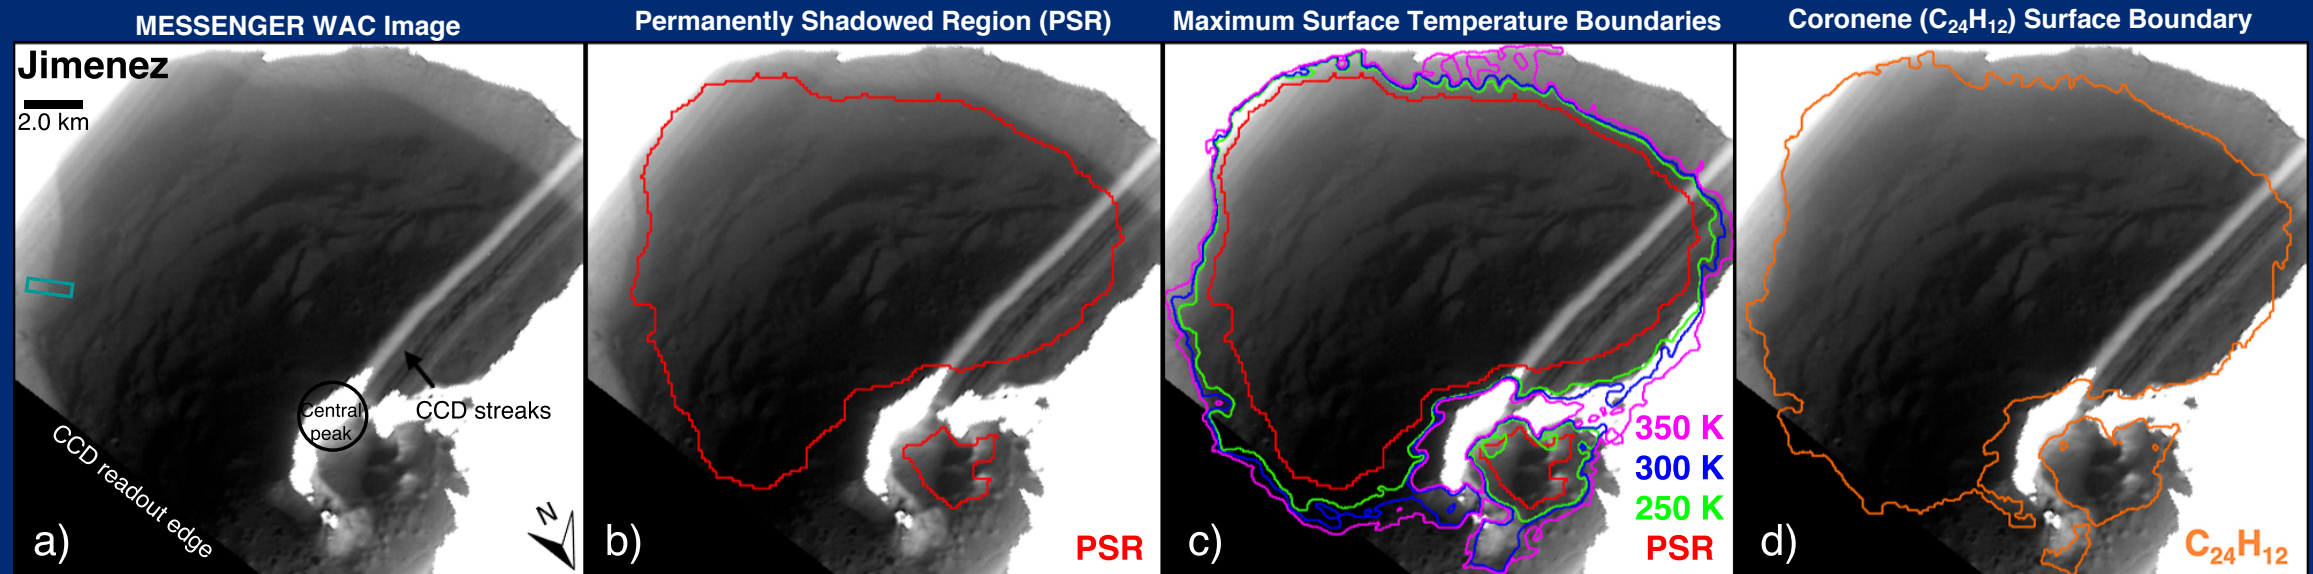 MESSENGER WAC Image
Permanently Shadowed Region (PSR)
Maximum Surface Temperature Boundaries
Coronene (C₂₄H₁₂) Surface Boundary
Jimenez
2.0 km
Central
peak
CCD streaks
CCD readout edge
N
a)
b)
PSR
350 K
300 K
250 K
PSR
c)
d)
C₂₄H₁₂